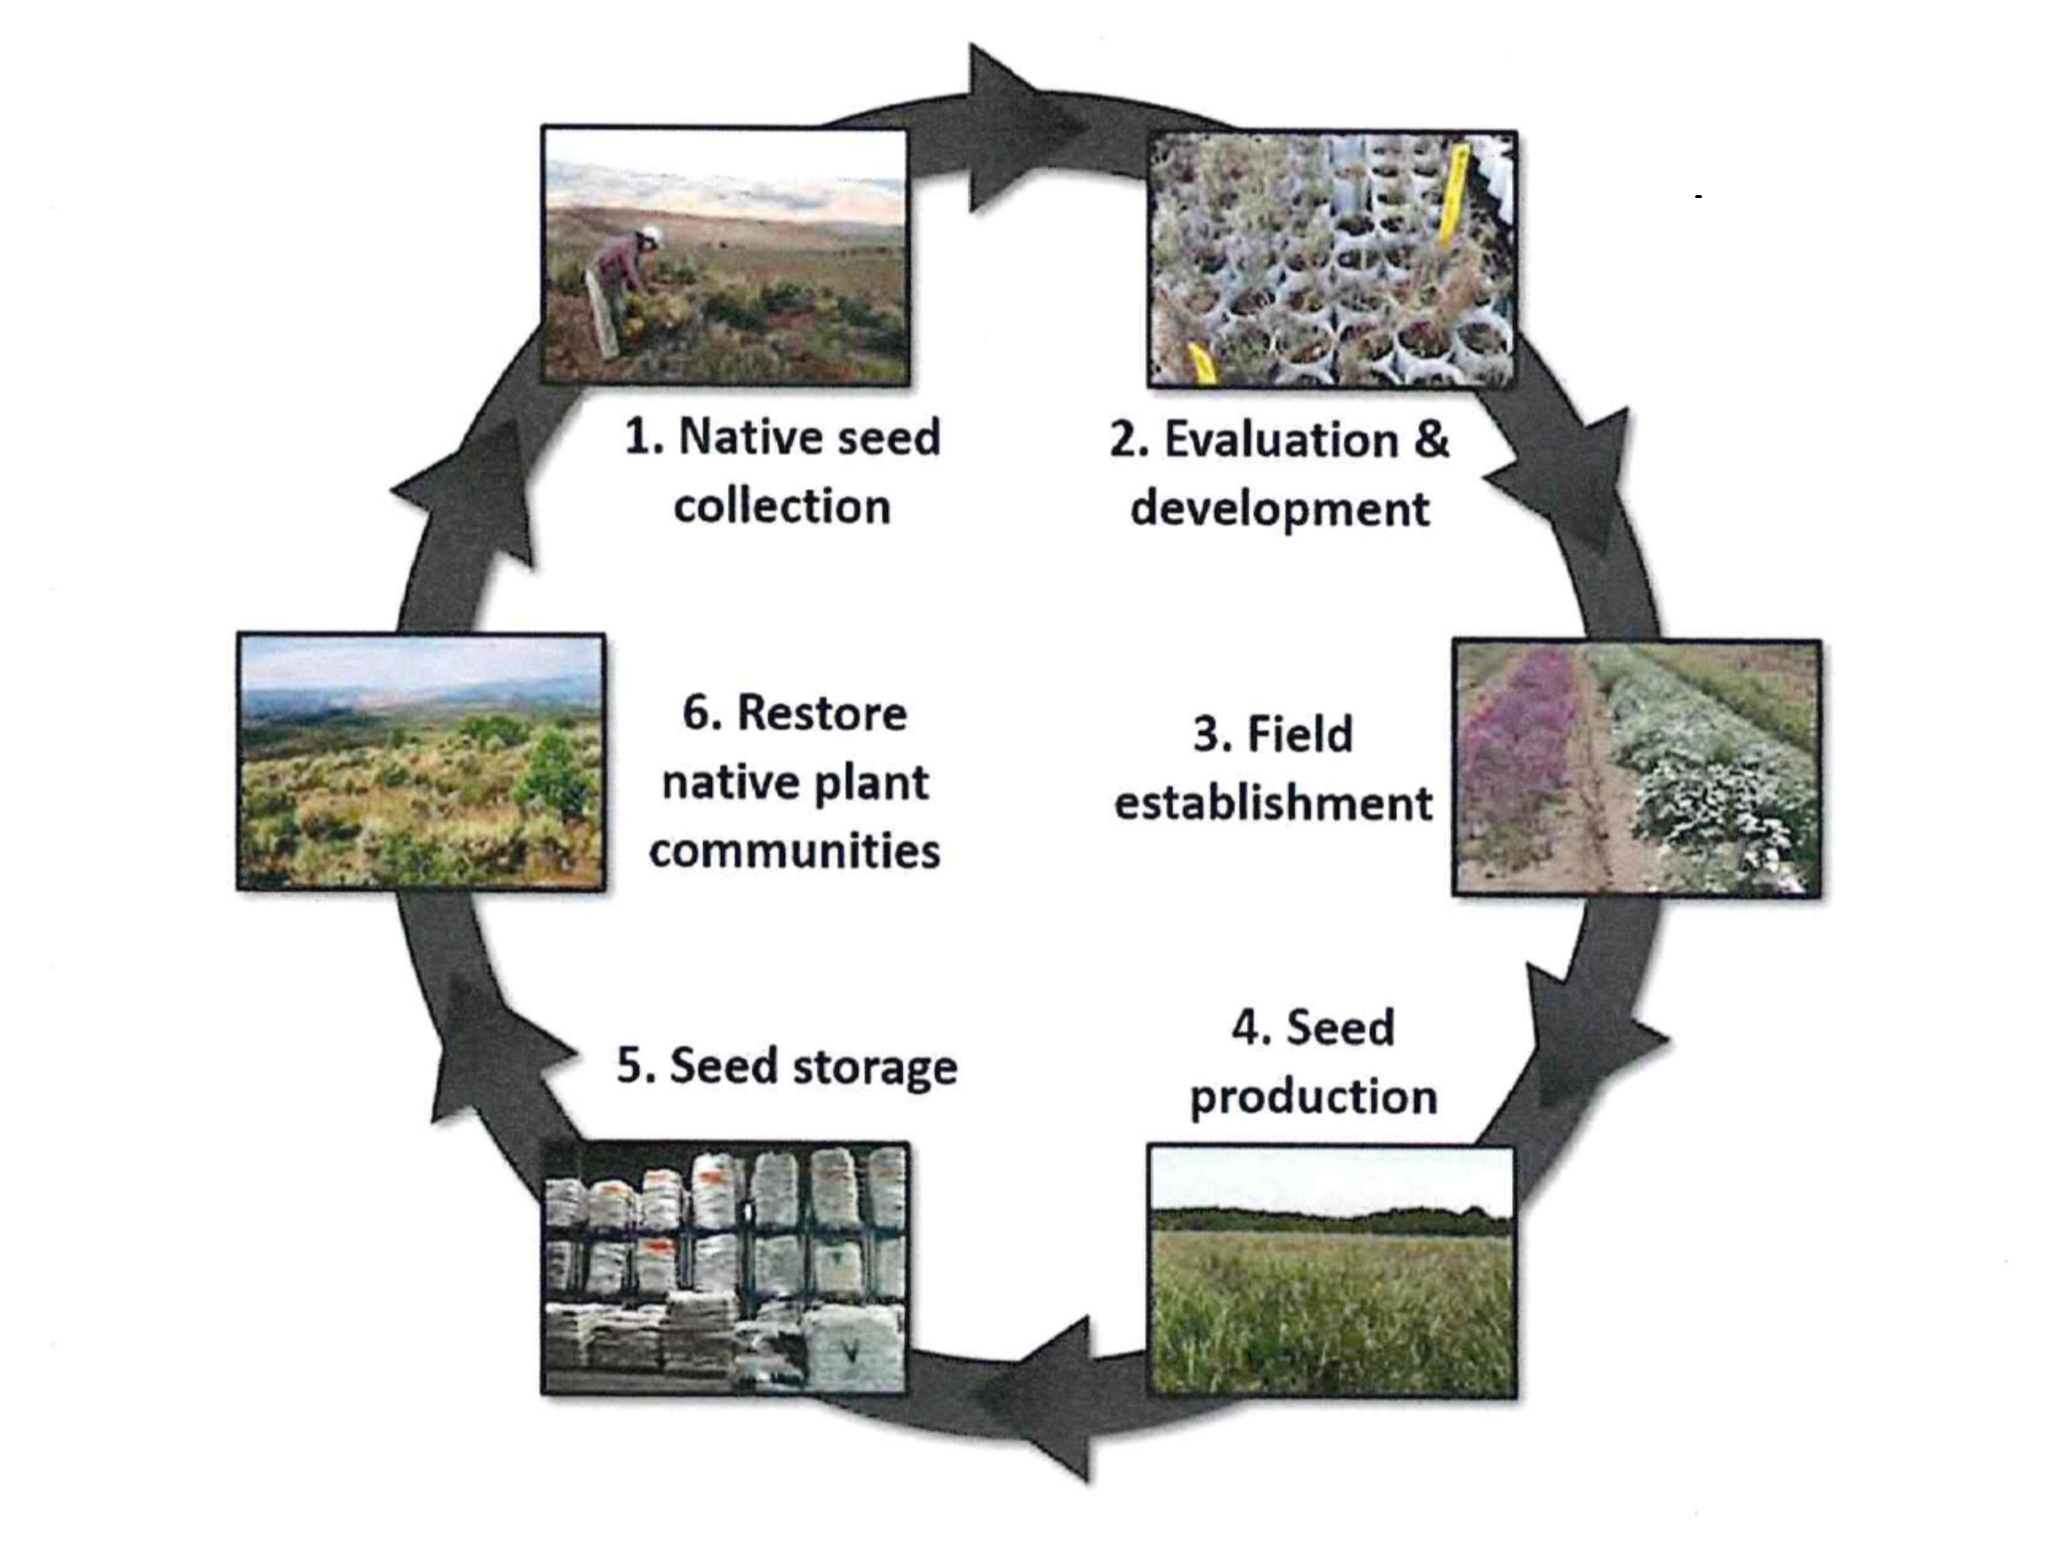 1. Native seed
collection
2. Evaluation &
development
3. Field
establishment
4. Seed
production
5. Seed storage
6. Restore
native plant
communities
V